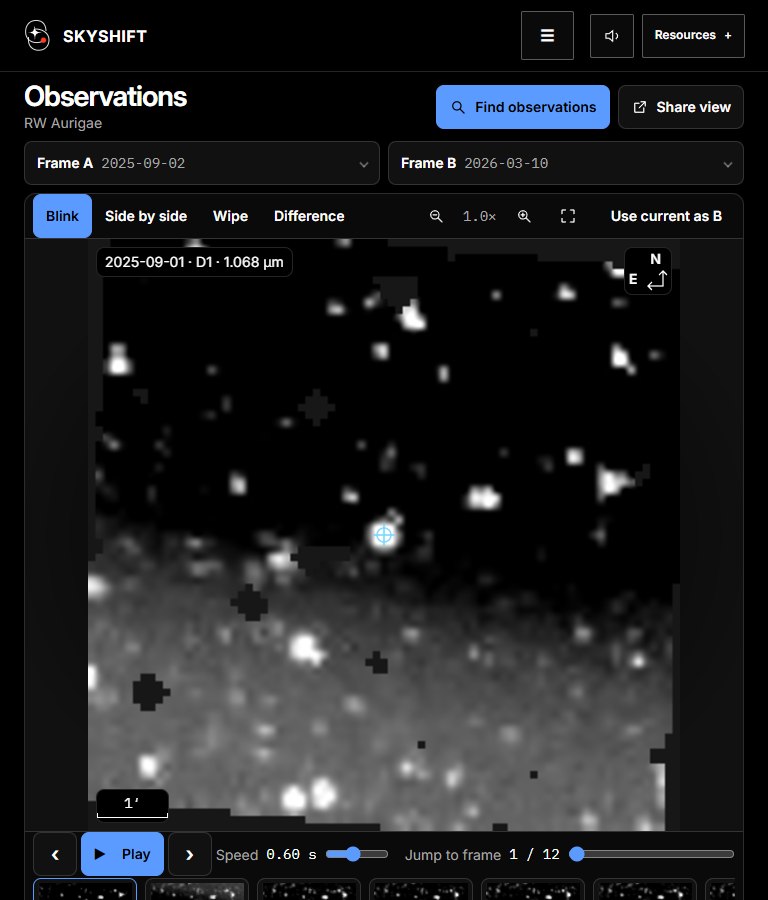 SKYSHIFT
Resources +
Observations
RW Aurigae
Find observations
Share view
Frame A 2025-09-02
Frame B 2026-03-10
Blink Side by side Wipe Difference 1.0× Use current as B
2025-09-01 · D1 · 1.068 µm
N
E
1′
Play Speed 0.60 s Jump to frame 1 / 12